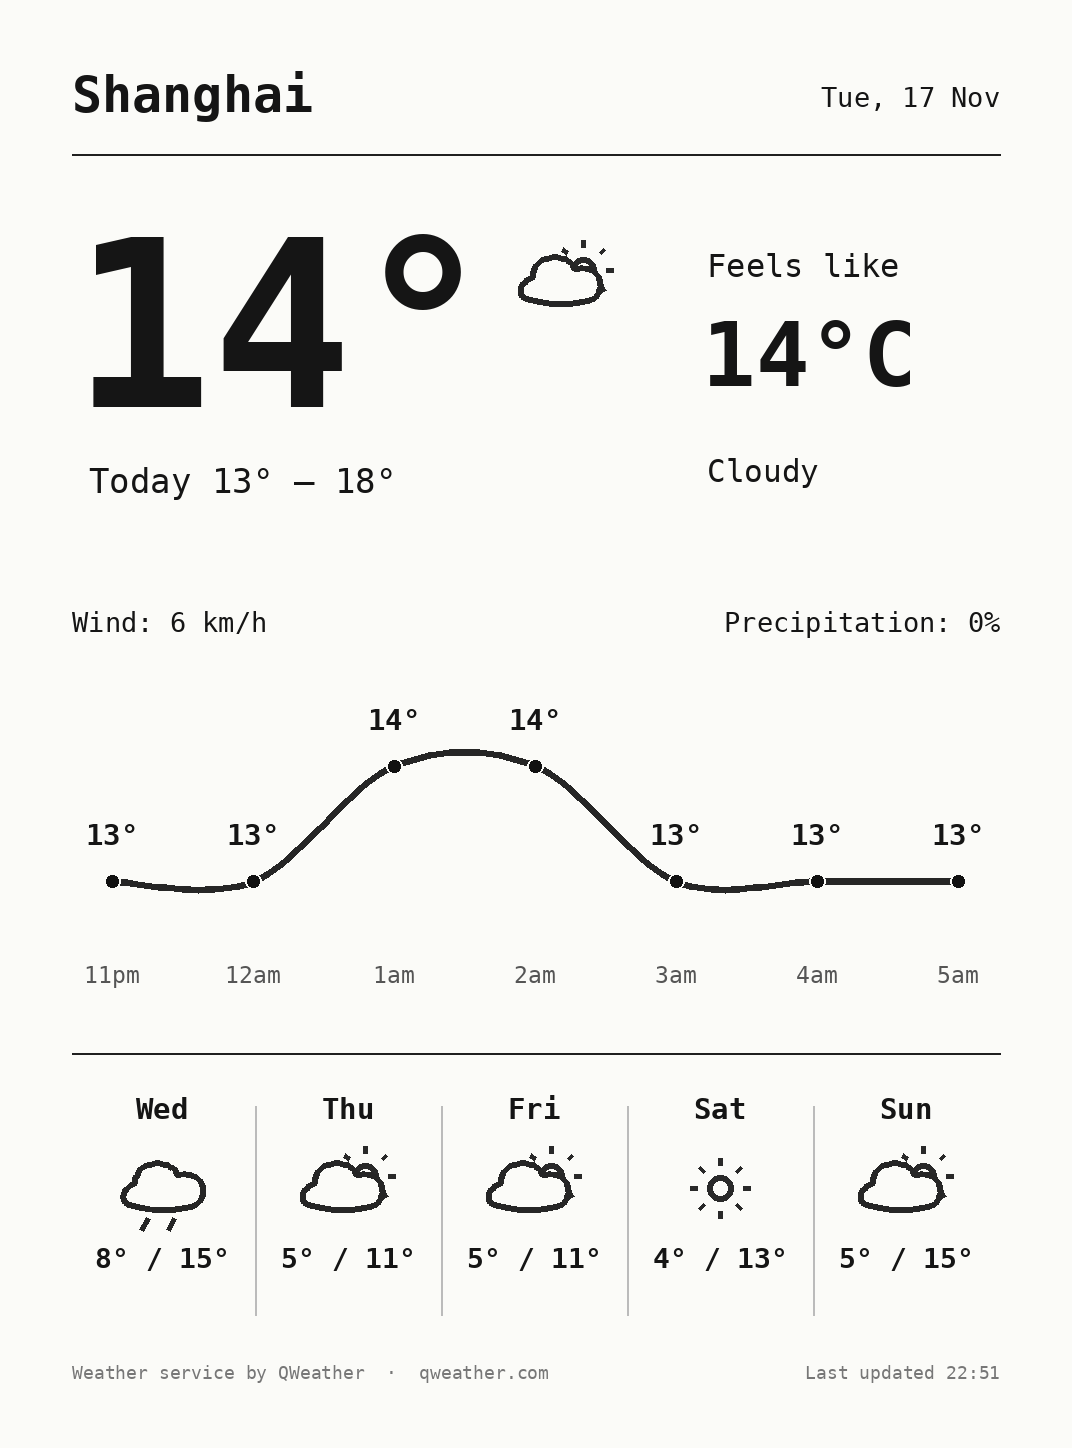 Shanghai
Tue, 17 Nov
14°
Feels like
14°C
Today 13° – 18°
Cloudy
Wind: 6 km/h
Precipitation: 0%
14° 14°
13° 13° 13° 13° 13°
11pm 12am 1am 2am 3am 4am 5am
Wed Thu Fri Sat Sun
8° / 15° 5° / 11° 5° / 11° 4° / 13° 5° / 15°
Weather service by QWeather · qweather.com
Last updated 22:51